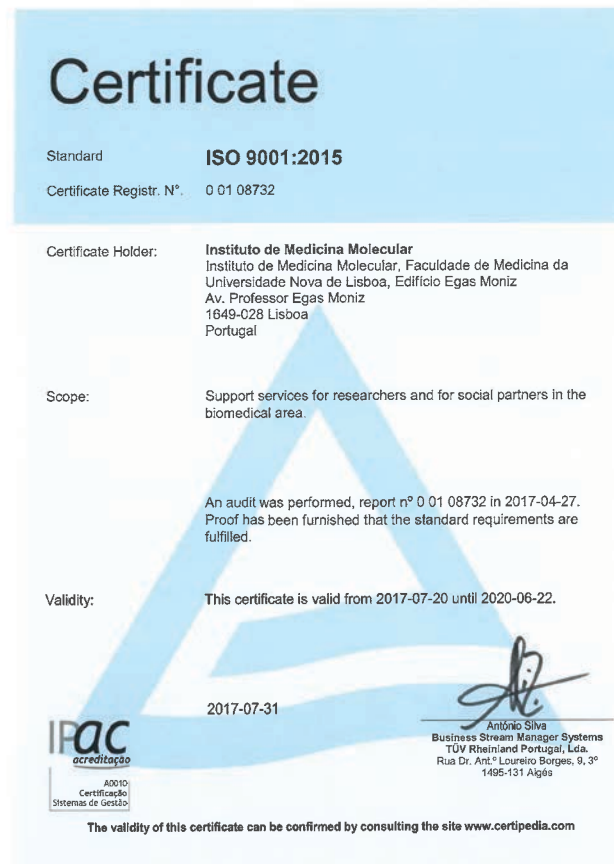 Certificate
Standard
ISO 9001:2015
Certificate Registr. Nº.
0 01 08732
Certificate Holder:
Instituto de Medicina Molecular
Instituto de Medicina Molecular, Faculdade de Medicina da
Universidade Nova de Lisboa, Edifício Egas Moniz
Av. Professor Egas Moniz
1649-028 Lisboa
Portugal
Scope:
Support services for researchers and for social partners in the
biomedical area.
An audit was performed, report nº 0 01 08732 in 2017-04-27.
Proof has been furnished that the standard requirements are
fulfilled.
Validity:
This certificate is valid from 2017-07-20 until 2020-06-22.
2017-07-31
António Silva
Business Stream Manager Systems
TÜV Rheinland Portugal, Lda.
Rua Dr. Ant.º Loureiro Borges, 9, 3º
1495-131 Algés
IPac
acreditação
A0010
Certificação
Sistemas de Gestão
The validity of this certificate can be confirmed by consulting the site www.certipedia.com